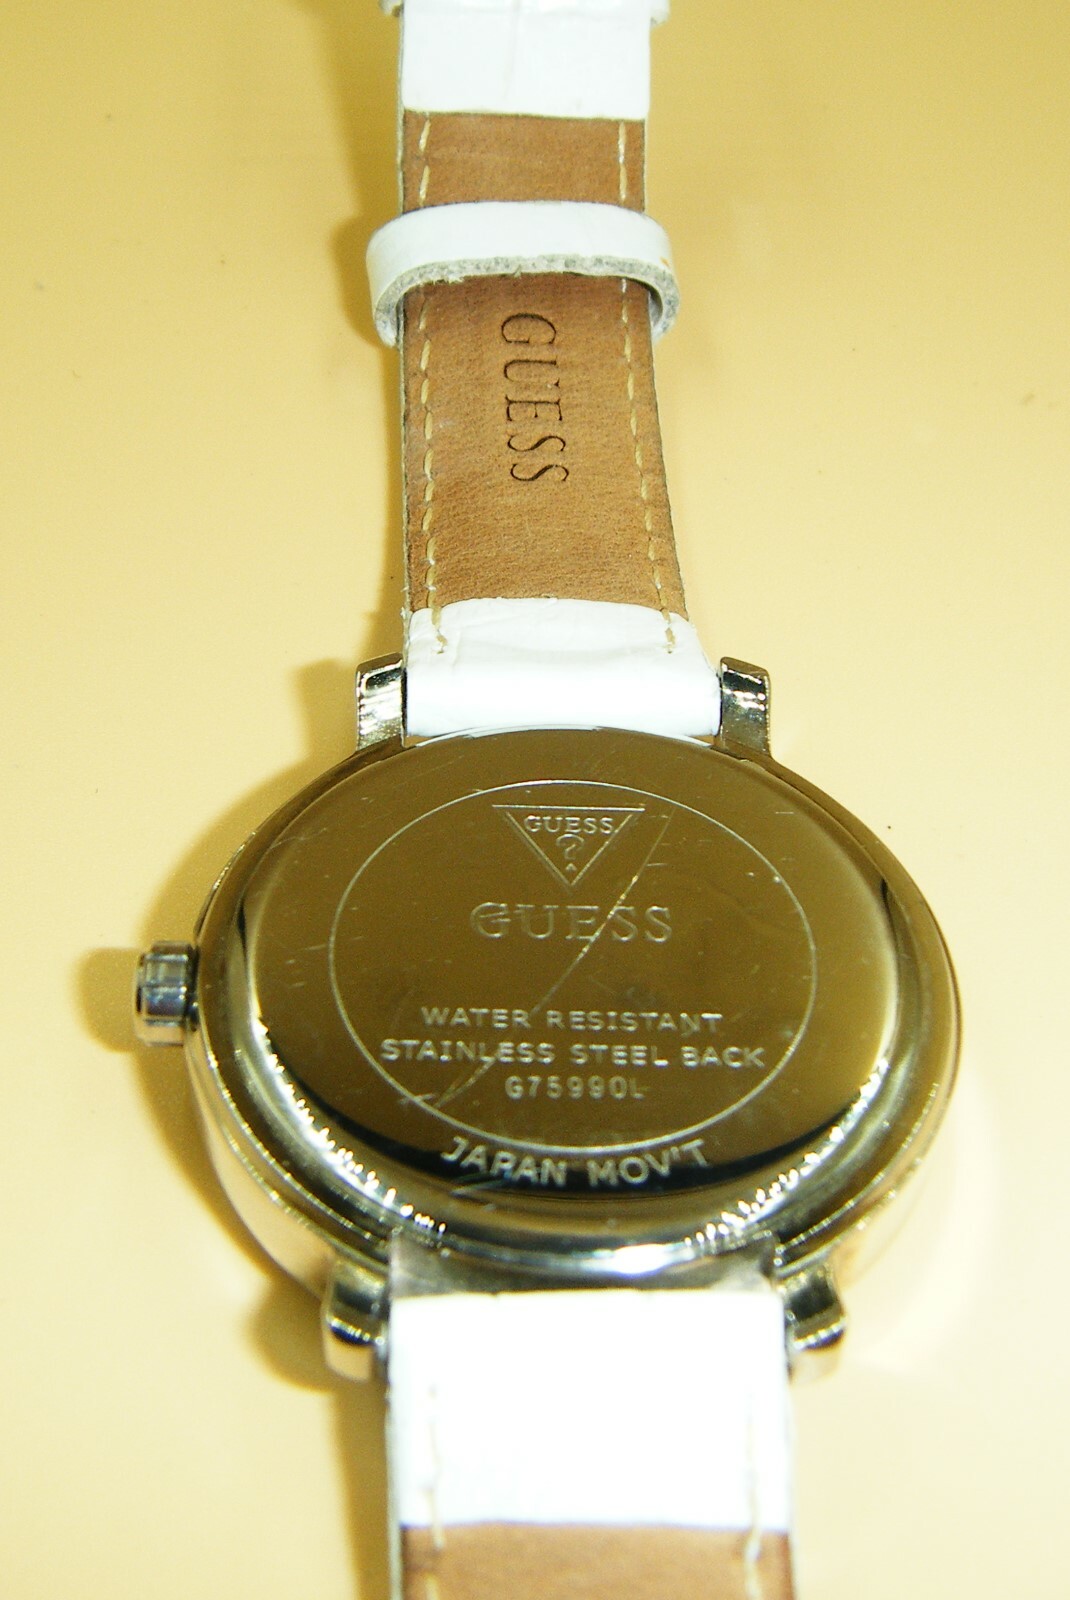 GUESS
GUESS
?
GUESS
WATER RESISTANT
STAINLESS STEEL BACK
G75990L
JAPAN MOV'T